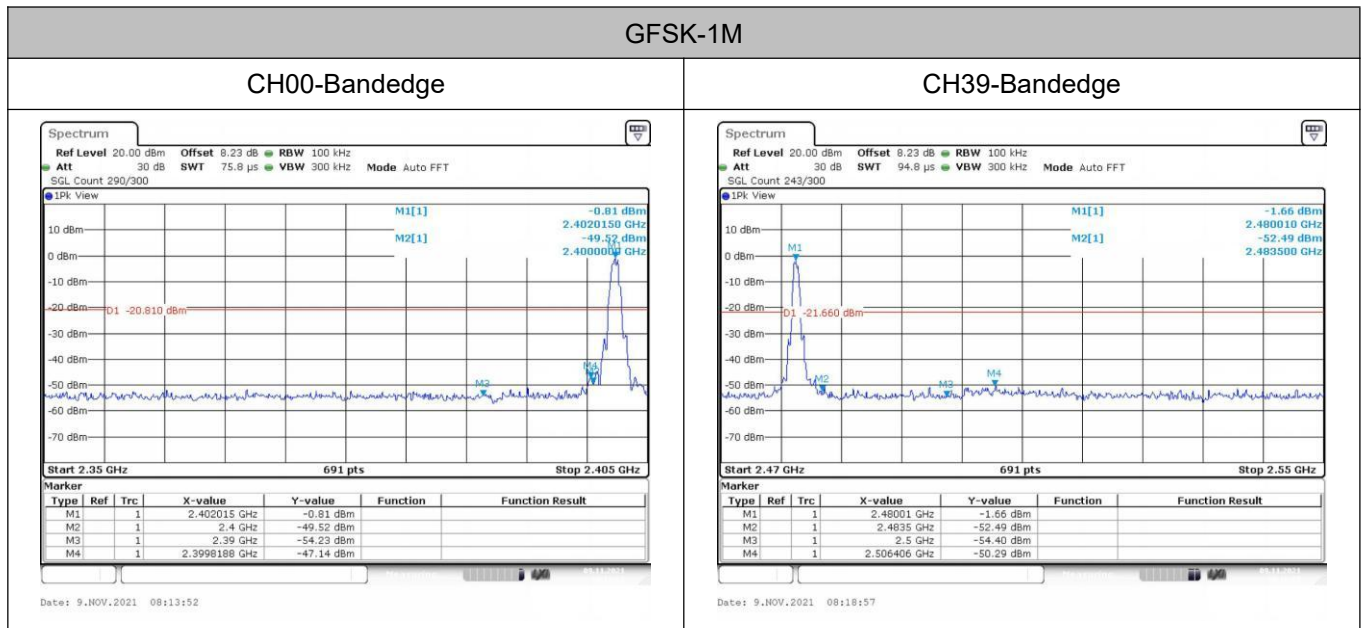 GFSK-1M
CH00-Bandedge
CH39-Bandedge
Spectrum
Ref Level 20.00 dBm Offset 8.23 dB RBW 100 kHz
Att 30 dB SWT 75.8 µs VBW 300 kHz Mode Auto FFT
SGL Count 290/300
1Pk View
M1[1] -0.81 dBm
2.4020150 GHz
10 dBm
M2[1] -49.52 dBm
2.4000000 GHz
M1
0 dBm
-10 dBm
-20 dBm
D1 -20.810 dBm
-30 dBm
-40 dBm
M4
-50 dBm
M3
-60 dBm
-70 dBm
Start 2.35 GHz 691 pts Stop 2.405 GHz
Marker
Type Ref Trc X-value Y-value Function Function Result
M1 1 2.402015 GHz -0.81 dBm
M2 1 2.4 GHz -49.52 dBm
M3 1 2.39 GHz -54.23 dBm
M4 1 2.3998188 GHz -47.14 dBm
Date: 9.NOV.2021 08:13:52
Spectrum
Ref Level 20.00 dBm Offset 8.23 dB RBW 100 kHz
Att 30 dB SWT 94.8 µs VBW 300 kHz Mode Auto FFT
SGL Count 243/300
1Pk View
M1[1] -1.66 dBm
2.480010 GHz
10 dBm
M2[1] -52.49 dBm
2.483500 GHz
M1
0 dBm
-10 dBm
-20 dBm
D1 -21.660 dBm
-30 dBm
-40 dBm
M4
-50 dBm
M2
M3
-60 dBm
-70 dBm
Start 2.47 GHz 691 pts Stop 2.55 GHz
Marker
Type Ref Trc X-value Y-value Function Function Result
M1 1 2.48001 GHz -1.66 dBm
M2 1 2.4835 GHz -52.49 dBm
M3 1 2.5 GHz -54.40 dBm
M4 1 2.506406 GHz -50.29 dBm
Date: 9.NOV.2021 08:18:57